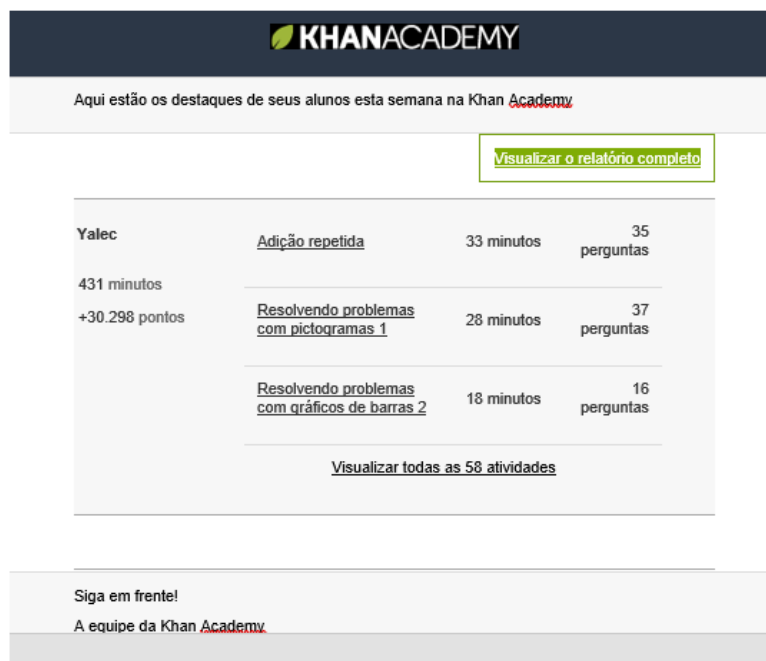 KHANACADEMY
Aqui estão os destaques de seus alunos esta semana na Khan Academy
Visualizar o relatório completo
Yalec
431 minutos
+30.298 pontos
Adição repetida
33 minutos
35
perguntas
Resolvendo problemas
com pictogramas 1
28 minutos
37
perguntas
Resolvendo problemas
com gráficos de barras 2
18 minutos
16
perguntas
Visualizar todas as 58 atividades
Siga em frente!
A equipe da Khan Academy